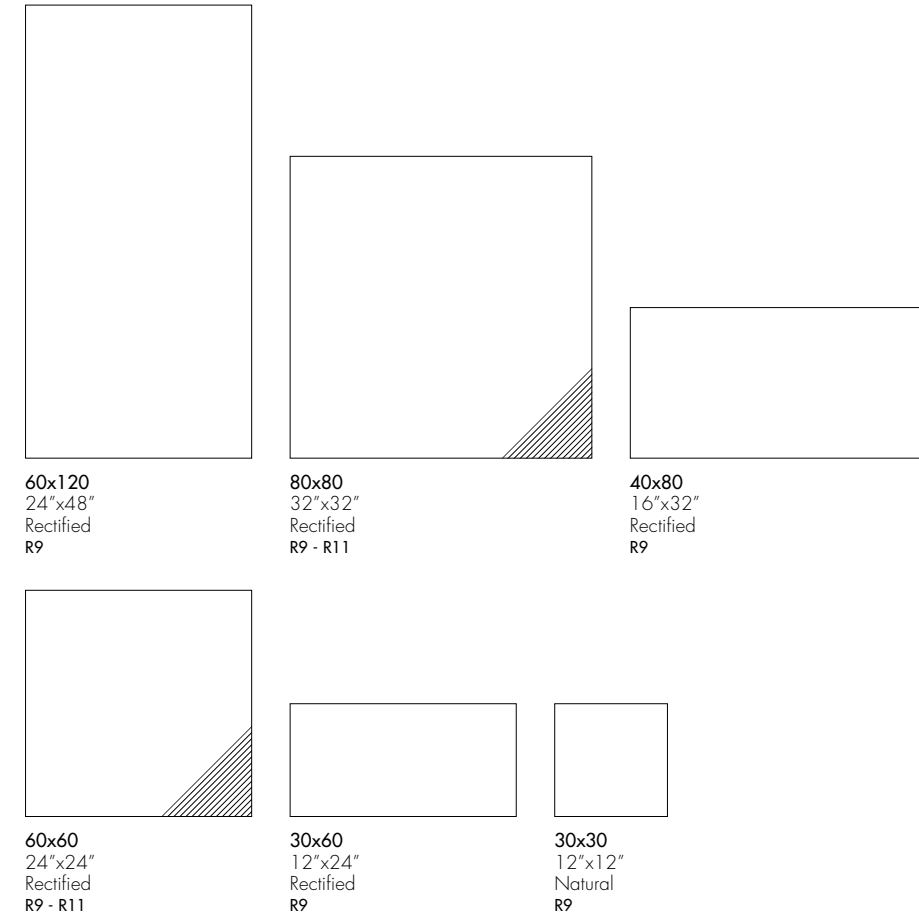 60x120
24”x48”
Rectified
R9
80x80
32”x32”
Rectified
R9 - R11
40x80
16”x32”
Rectified
R9
60x60
24”x24”
Rectified
R9 - R11
30x60
12”x24”
Rectified
R9
30x30
12”x12”
Natural
R9